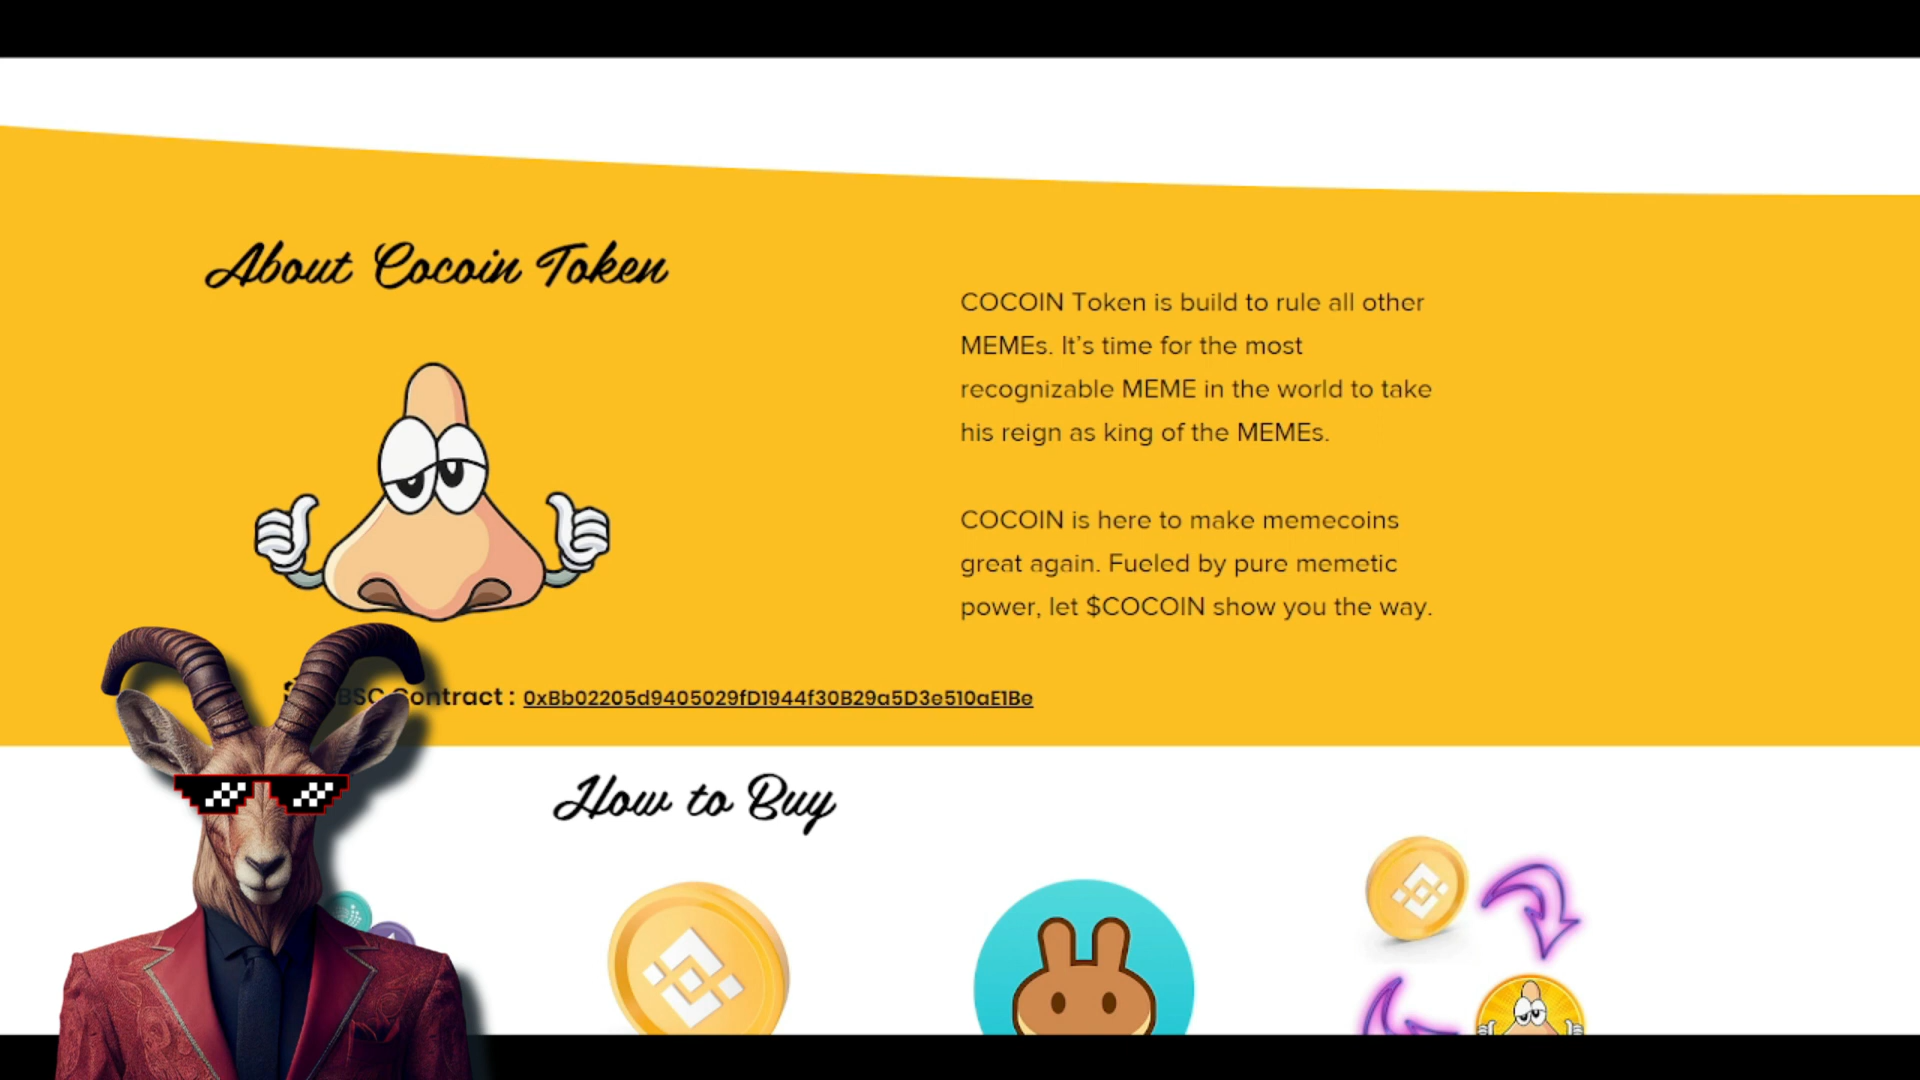 About Cocoin Token
COCOIN Token is build to rule all other
MEMEs. It's time for the most
recognizable MEME in the world to take
his reign as king of the MEMEs.
COCOIN is here to make memecoins
great again. Fueled by pure memetic
power, let $COCOIN show you the way.
BSC Contract : 0xBb02205d9405029fD1944f30B29a5D3e510aE1Be
How to Buy